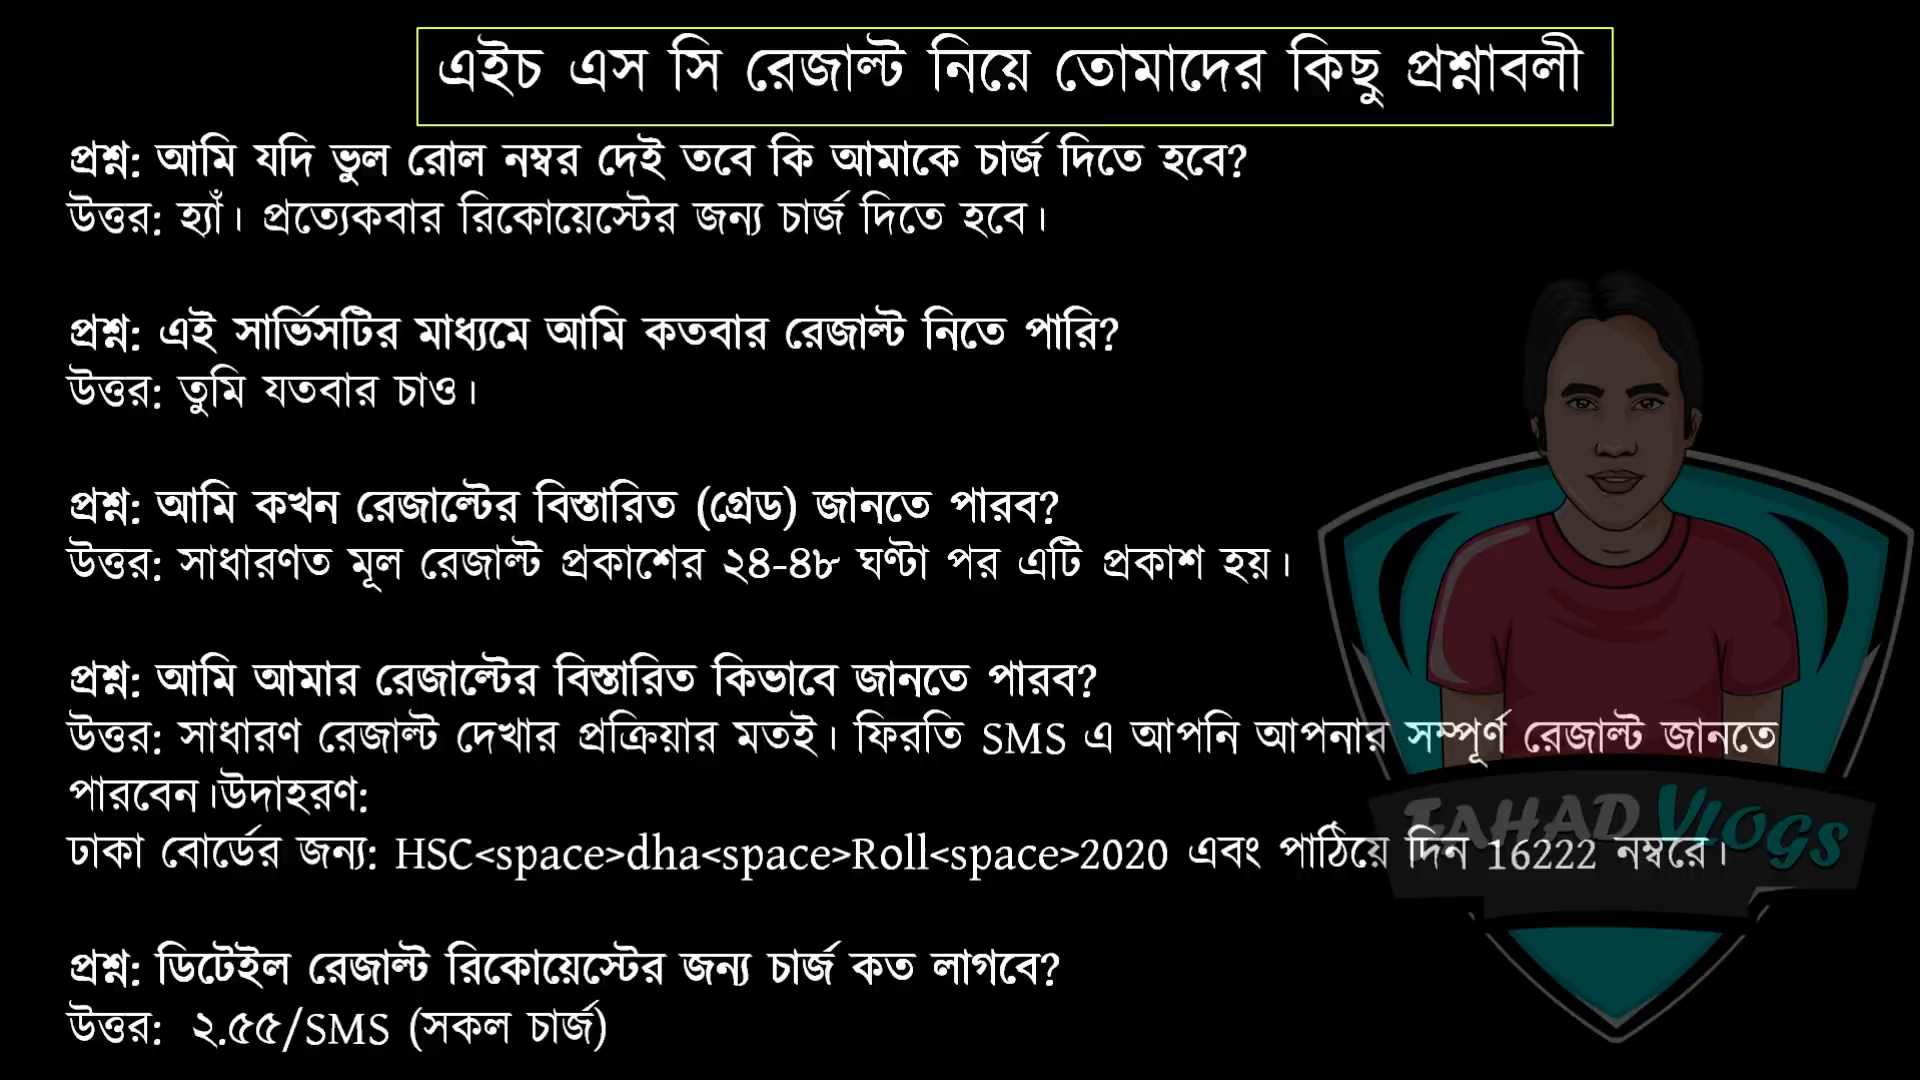 এইচ এস সি রেজাল্ট নিয়ে তোমাদের কিছু প্রশ্নাবলী
প্রশ্ন: আমি যদি ভুল রোল নম্বর দেই তবে কি আমাকে চার্জ দিতে হবে?
উত্তর: হ্যাঁ। প্রত্যেকবার রিকোয়েস্টের জন্য চার্জ দিতে হবে।
প্রশ্ন: এই সার্ভিসটির মাধ্যমে আমি কতবার রেজাল্ট নিতে পারি?
উত্তর: তুমি যতবার চাও।
প্রশ্ন: আমি কখন রেজাল্টের বিস্তারিত (গ্রেড) জানতে পারব?
উত্তর: সাধারণত মূল রেজাল্ট প্রকাশের ২৪-৪৮ ঘণ্টা পর এটি প্রকাশ হয়।
প্রশ্ন: আমি আমার রেজাল্টের বিস্তারিত কিভাবে জানতে পারব?
উত্তর: সাধারণ রেজাল্ট দেখার প্রক্রিয়ার মতই। ফিরতি SMS এ আপনি আপনার সম্পূর্ণ রেজাল্ট জানতে
পারবেন।উদাহরণ:
ঢাকা বোর্ডের জন্য: HSC<space>dha<space>Roll<space>2020 এবং পাঠিয়ে দিন 16222 নম্বরে।
FAHAD VLOGS
প্রশ্ন: ডিটেইল রেজাল্ট রিকোয়েস্টের জন্য চার্জ কত লাগবে?
উত্তর: ২.৫৫/SMS (সকল চার্জ)